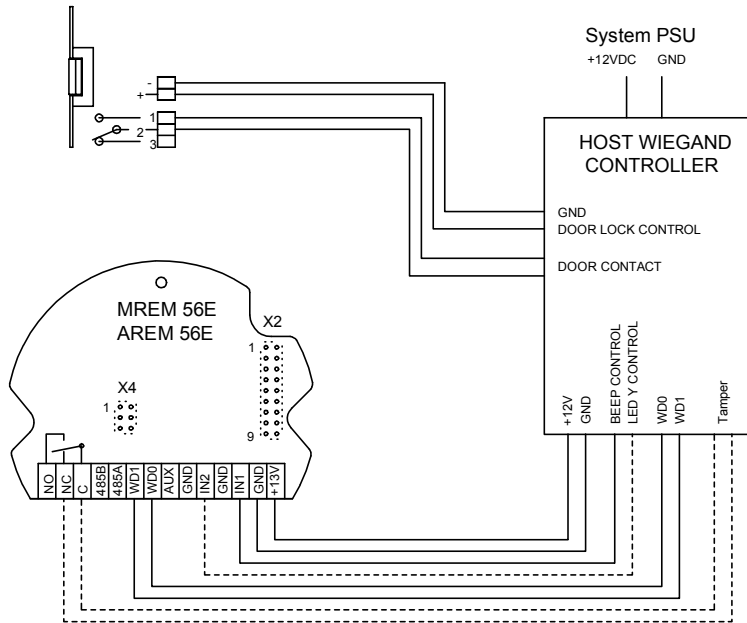 System PSU
+12VDC GND
-
+
1
2
3
HOST WIEGAND
CONTROLLER
GND
DOOR LOCK CONTROL
DOOR CONTACT
+12V
GND
BEEP CONTROL
LED Y CONTROL
WD0
WD1
Tamper
MREM 56E
AREM 56E
X2
1
9
X4
1
NO
NC
C
485B
485A
WD1
WD0
AUX
GND
IN2
GND
IN1
GND
+13V